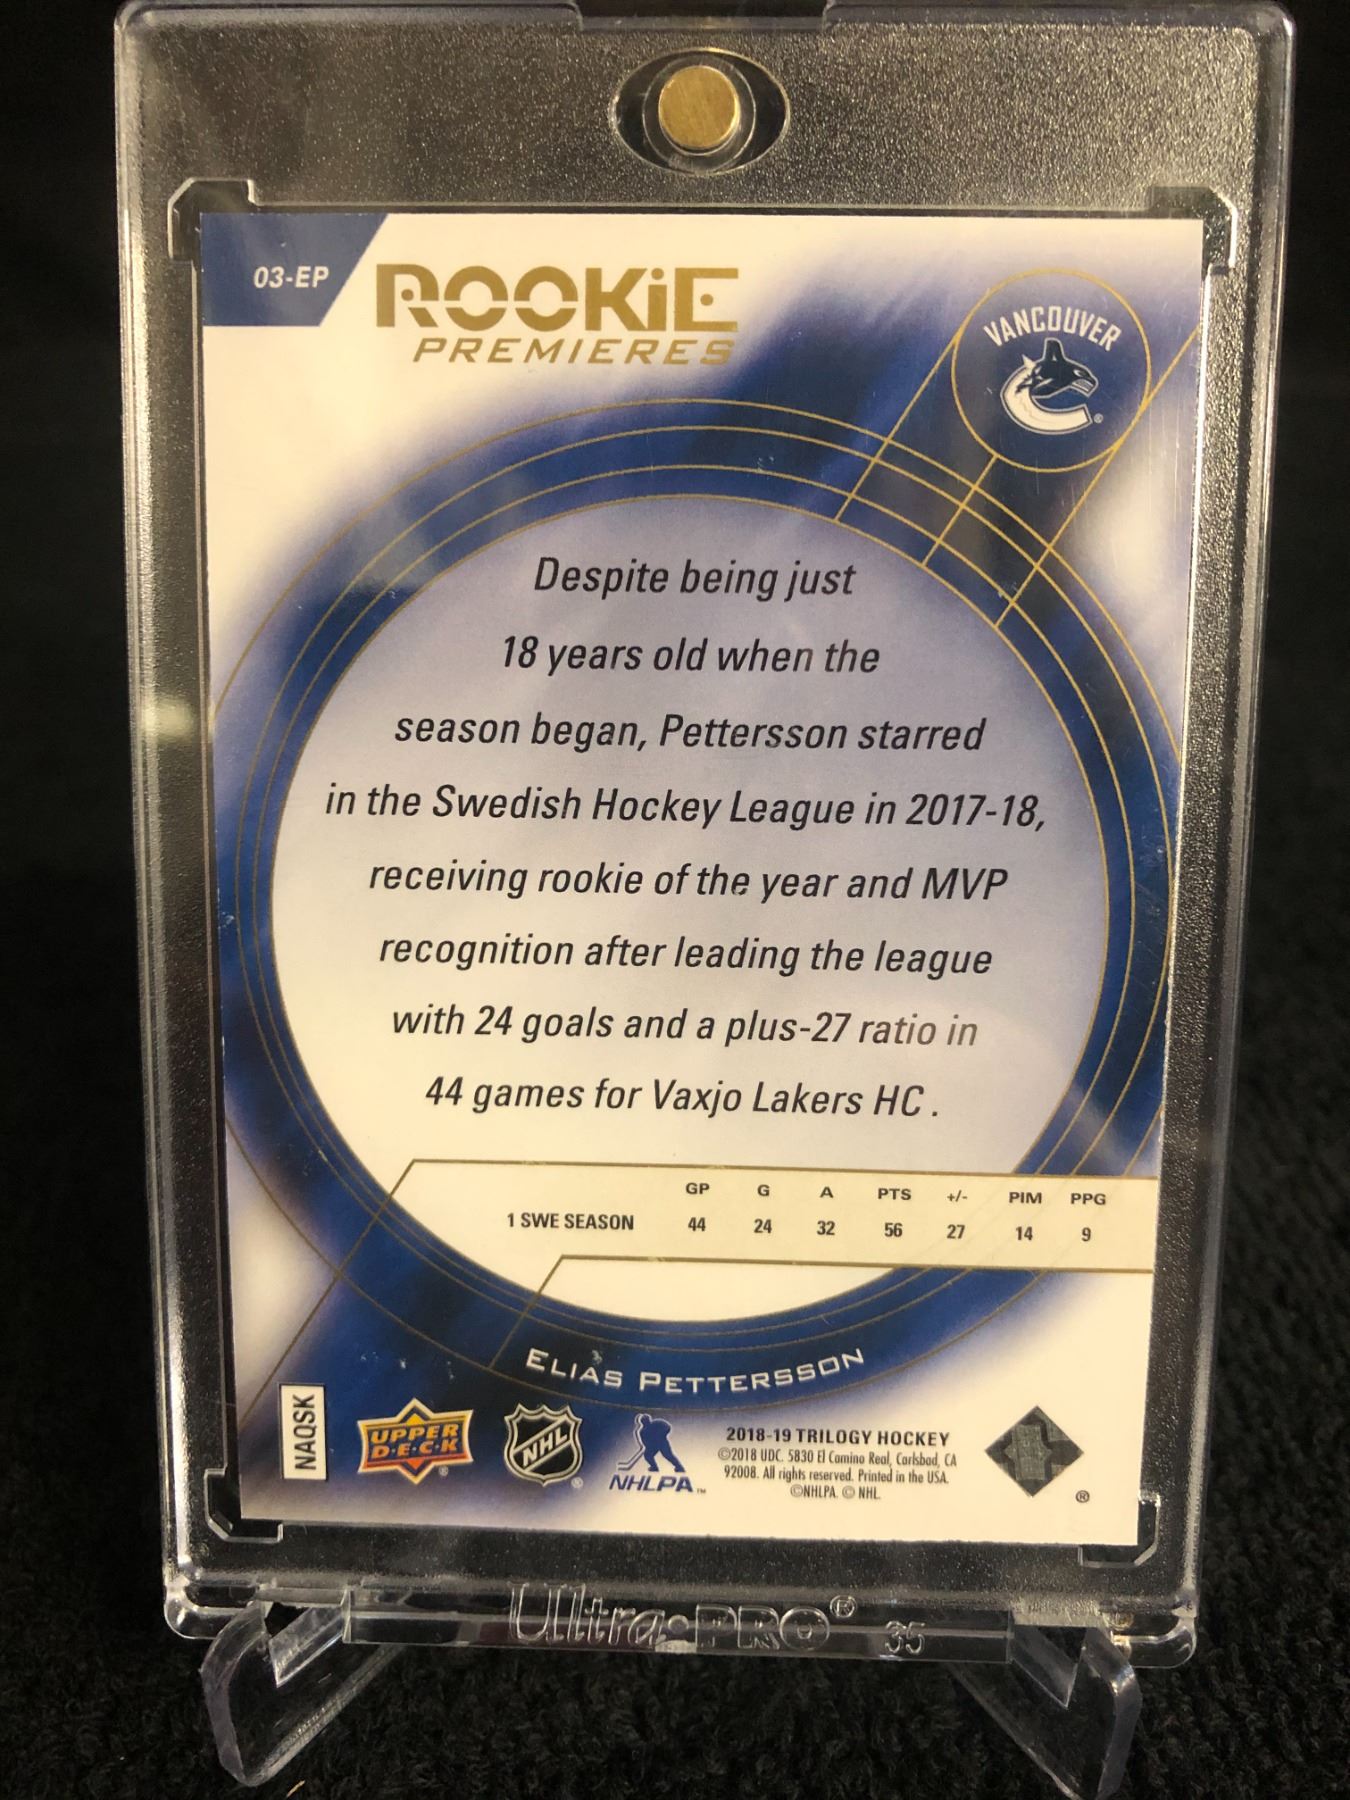 03-EP
ROOKiE
PREMIERES
VANCOUVER
®
Despite being just
18 years old when the
season began, Pettersson starred
in the Swedish Hockey League in 2017-18,
receiving rookie of the year and MVP
recognition after leading the league
with 24 goals and a plus-27 ratio in
44 games for Vaxjo Lakers HC .
GP G A PTS +/- PIM PPG
1 SWE SEASON 44 24 32 56 27 14 9
ELIAS PETTERSSON
NAQSK
UPPER
D·E·C·K
®
NHL
®
NHLPA™
2018-19 TRILOGY HOCKEY
©2018 UDC. 5830 El Camino Real, Carlsbad, CA
92008. All rights reserved. Printed in the USA.
©NHLPA. © NHL.
®
Ultra·PRO® 35